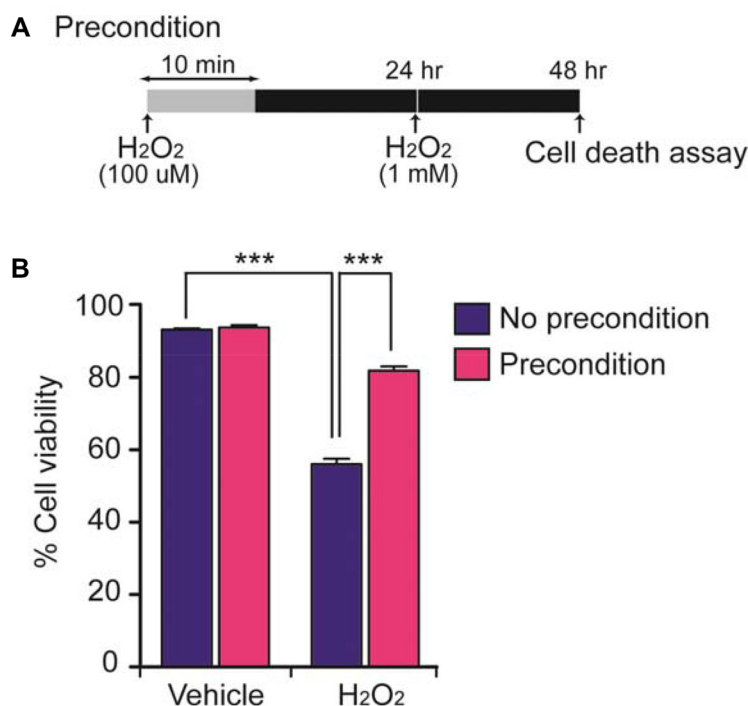 A Precondition
10 min 24 hr 48 hr
H2O2 H2O2 Cell death assay
(100 uM) (1 mM)
B
*** ***
100
80
60
40
20
0
% Cell viability
No precondition
Precondition
Vehicle H2O2